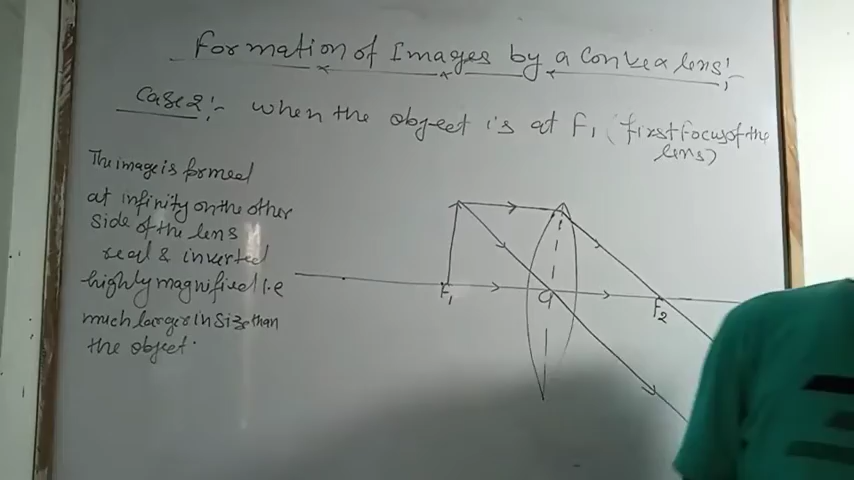 Formation of Images by a Convex lens:-
Case 2:- when the object is at F1 (first focus of the
lens)
The image is formed
at infinity on the other
side of the lens
real & inverted
highly magnified i.e
much larger in size than
the object.
F1
F2